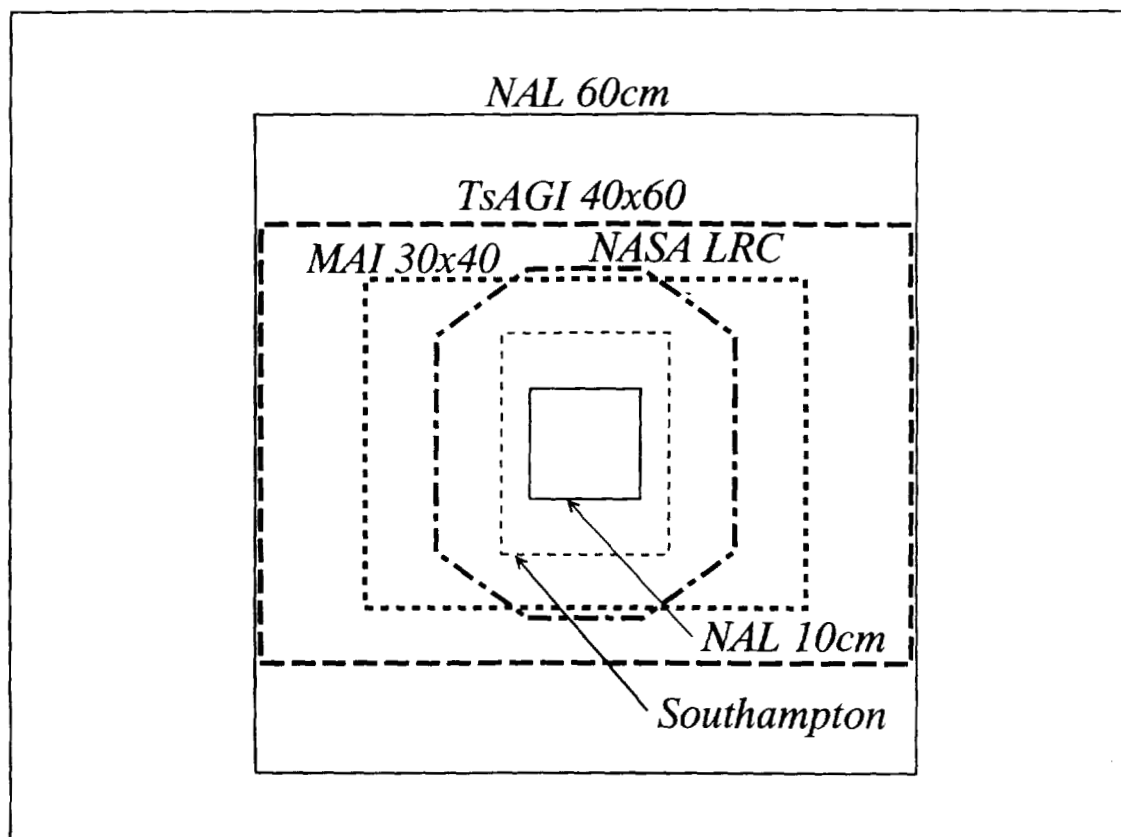 NAL 60cm
TsAGI 40x60
NASA LRC
MAI 30x40
NAL 10cm
Southampton